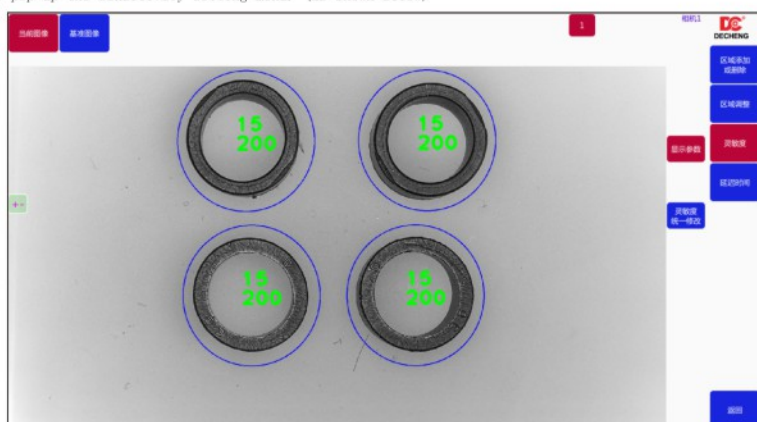 当前图像
基准图像
1
相机1
DC
DECHENG
区域添加
或删除
区域调整
显示参数
灵敏度
延迟时间
灵敏度
统一修改
+-
15
200
15
200
15
200
15
200
返回